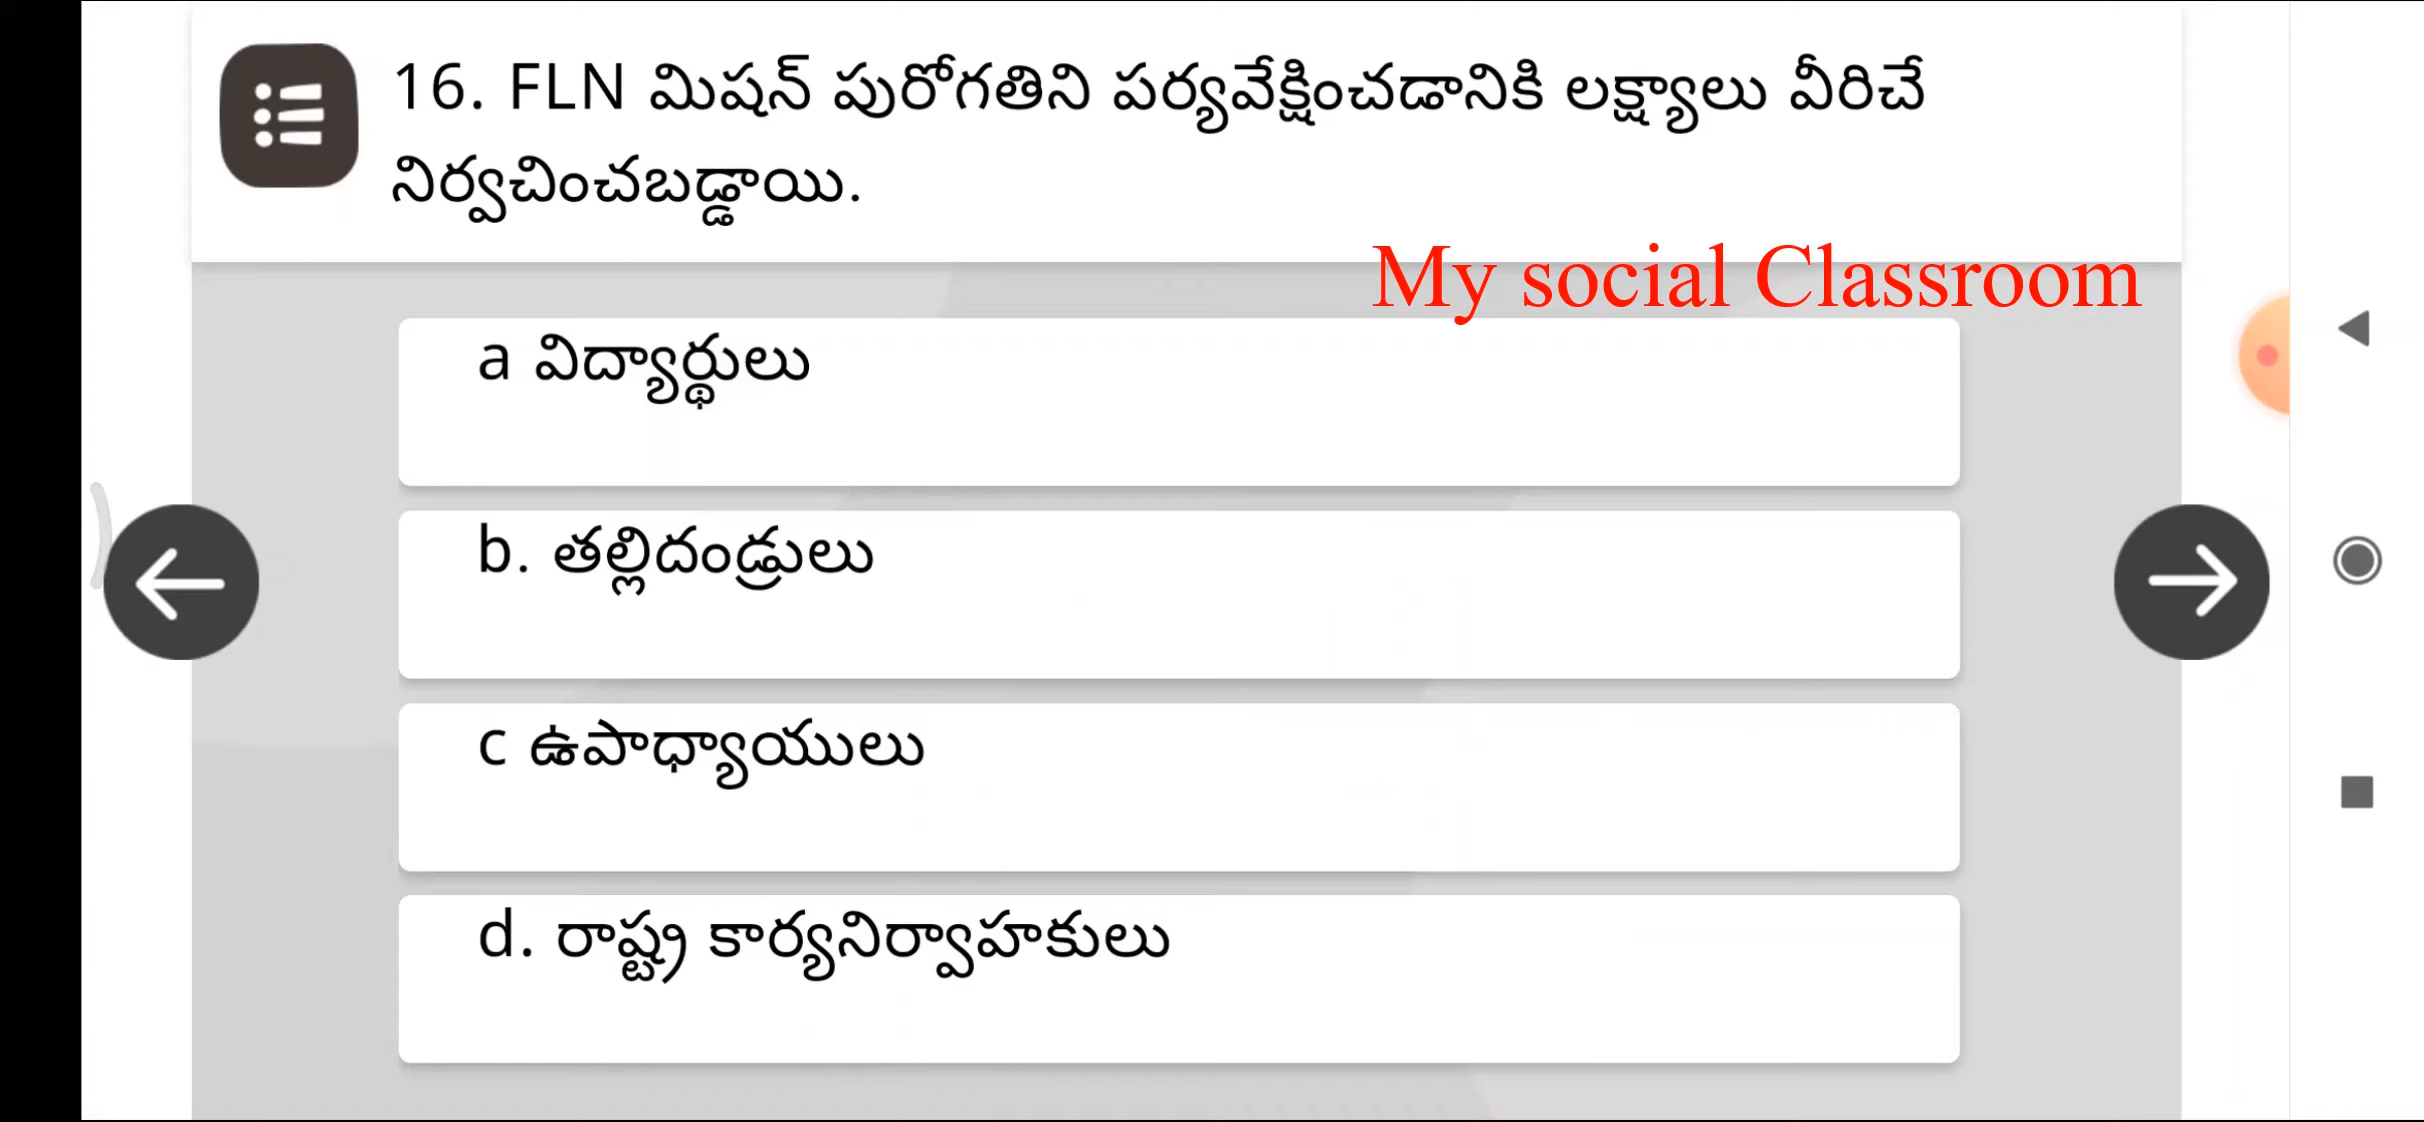 16. FLN మిషన్ పురోగతిని పర్యవేక్షించడానికి లక్ష్యాలు వీరిచే
నిర్వచించబడ్డాయి.
My social Classroom
a విద్యార్థులు
b. తల్లిదండ్రులు
c ఉపాధ్యాయులు
d. రాష్ట్ర కార్యనిర్వాహకులు